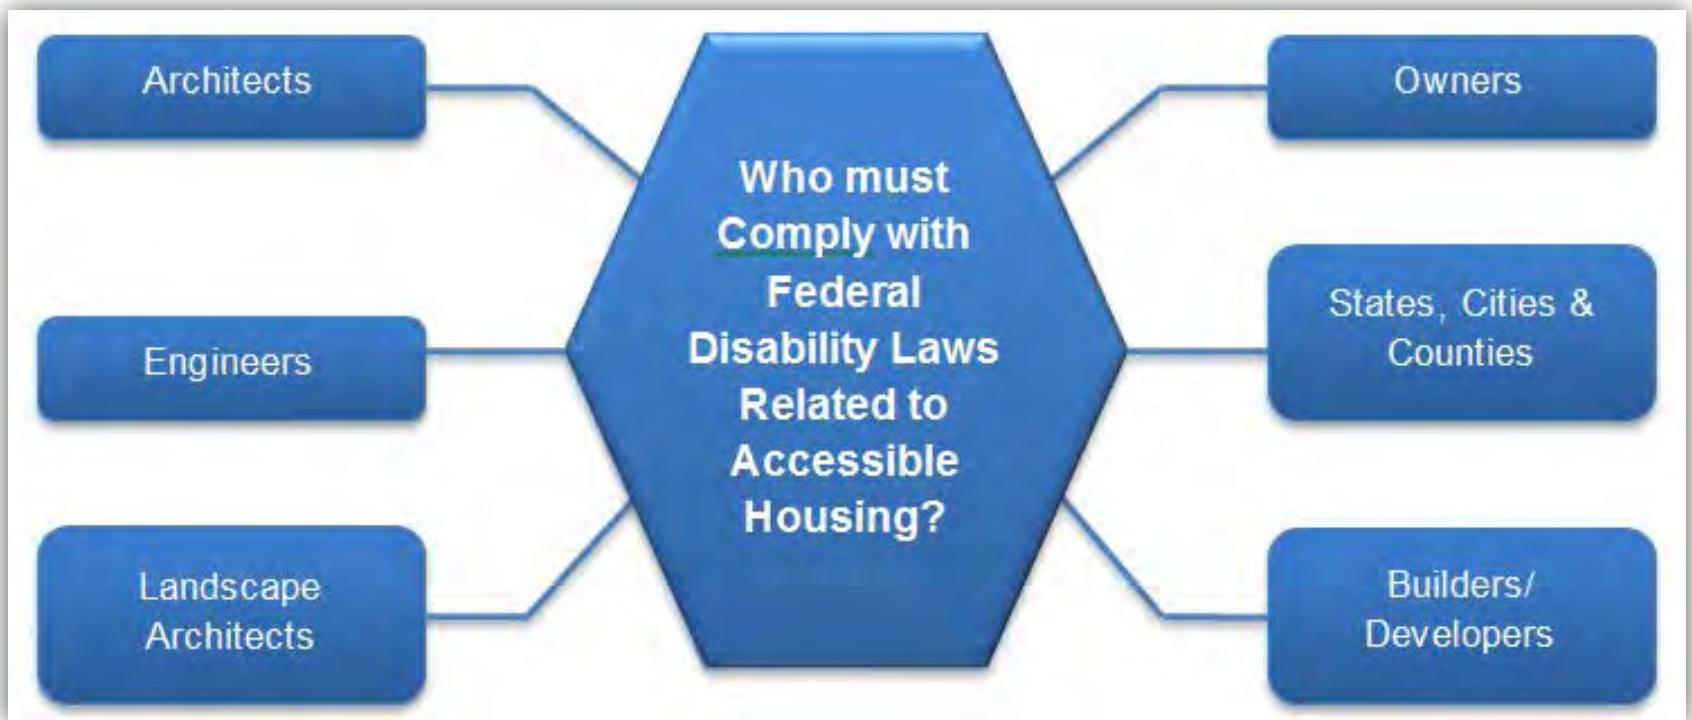 Architects
Engineers
Landscape
Architects
Who must
Comply with
Federal
Disability Laws
Related to
Accessible
Housing?
Owners
States, Cities &
Counties
Builders/
Developers